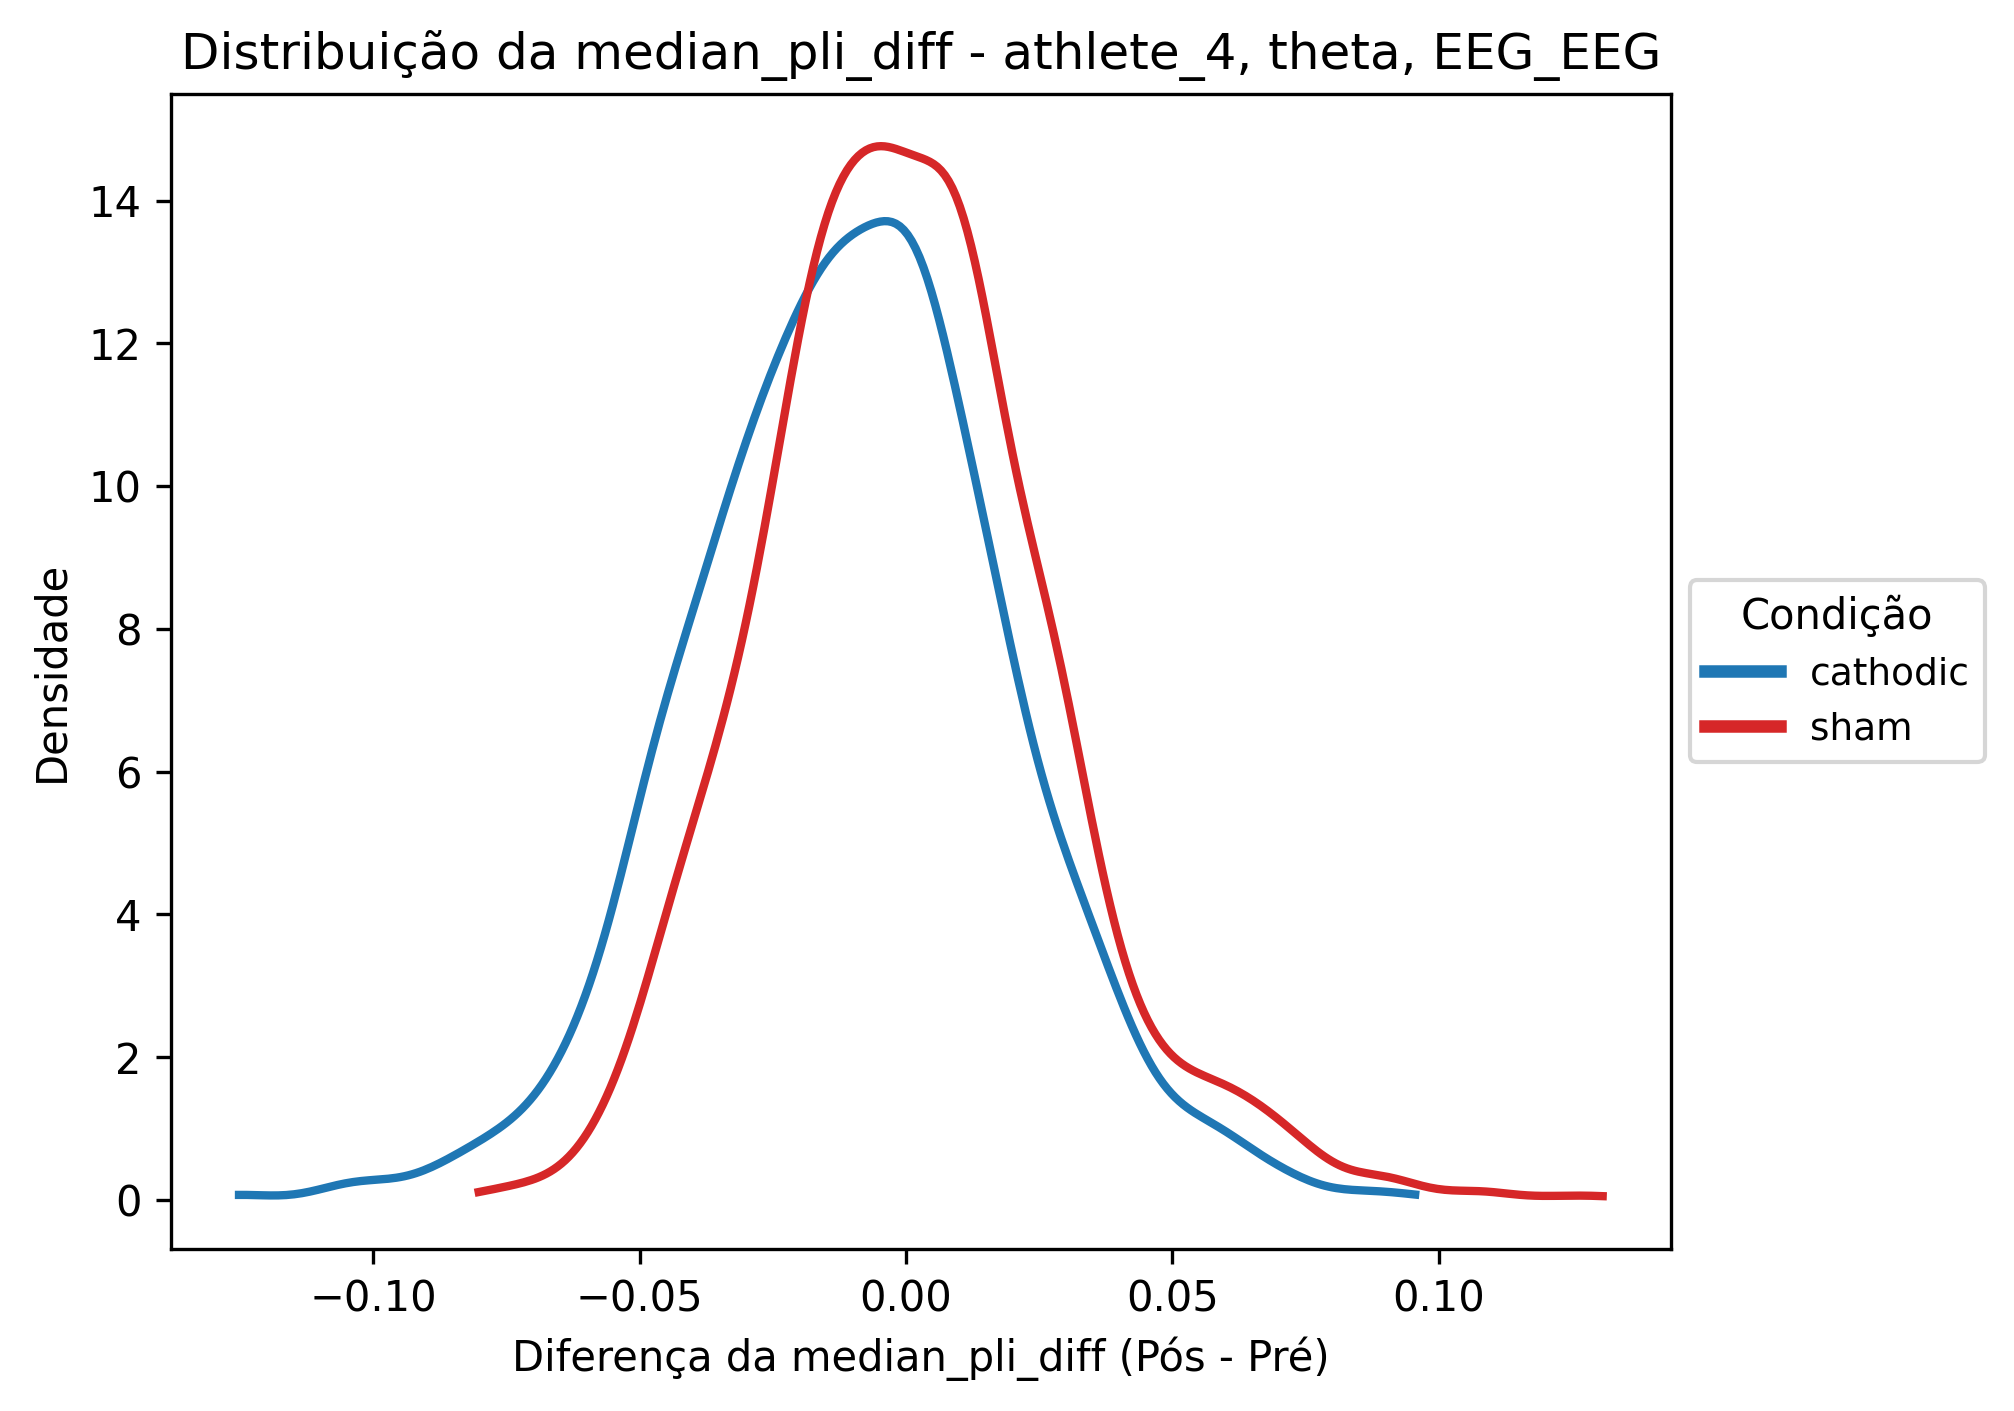 Distribuição da median_pli_diff - athlete_4, theta, EEG_EEG
Densidade
14
12
10
8
6
4
2
0
−0.10
−0.05
0.00
0.05
0.10
Diferença da median_pli_diff (Pós - Pré)
Condição
cathodic
sham